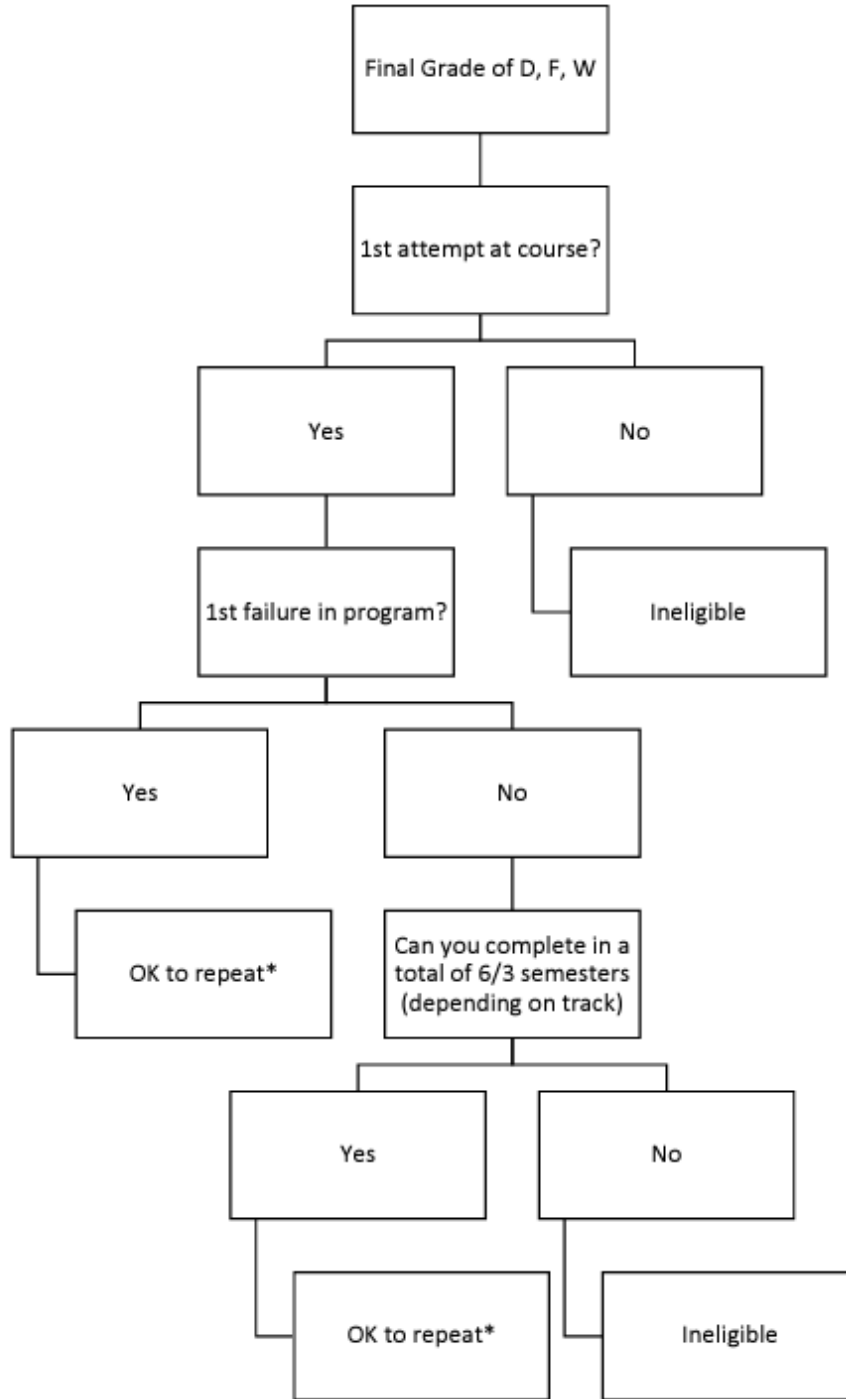 Final Grade of D, F, W
1st attempt at course?
Yes
No
1st failure in program?
Ineligible
Yes
No
OK to repeat*
Can you complete in a
total of 6/3 semesters
(depending on track)
Yes
No
OK to repeat*
Ineligible